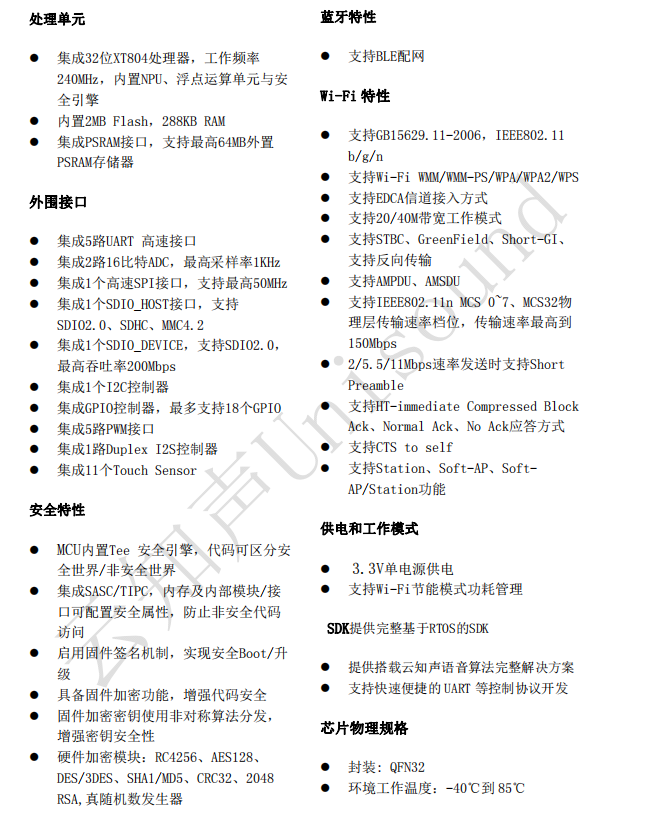 处理单元
● 集成32位XT804处理器，工作频率
240MHz，内置NPU、浮点运算单元与安
全引擎
● 内置2MB Flash，288KB RAM
● 集成PSRAM接口，支持最高64MB外置
PSRAM存储器
外围接口
● 集成5路UART 高速接口
● 集成2路16比特ADC，最高采样率1KHz
● 集成1个高速SPI接口，支持最高50MHz
● 集成1个SDIO_HOST接口，支持
SDIO2.0、SDHC、MMC4.2
● 集成1个SDIO_DEVICE，支持SDIO2.0，
最高吞吐率200Mbps
● 集成1个I2C控制器
● 集成GPIO控制器，最多支持18个GPIO
● 集成5路PWM接口
● 集成1路Duplex I2S控制器
● 集成11个Touch Sensor
安全特性
● MCU内置Tee 安全引擎，代码可区分安
全世界/非安全世界
● 集成SASC/TIPC，内存及内部模块/接
口可配置安全属性，防止非安全代码
访问
● 启用固件签名机制，实现安全Boot/升
级
● 具备固件加密功能，增强代码安全
● 固件加密密钥使用非对称算法分发，
增强密钥安全性
● 硬件加密模块：RC4256、AES128、
DES/3DES、SHA1/MD5、CRC32、2048
RSA,真随机数发生器
蓝牙特性
● 支持BLE配网
Wi-Fi 特性
● 支持GB15629.11-2006，IEEE802.11
b/g/n
● 支持Wi-Fi WMM/WMM-PS/WPA/WPA2/WPS
● 支持EDCA信道接入方式
● 支持20/40M带宽工作模式
● 支持STBC、GreenField、Short-GI、
支持反向传输
● 支持AMPDU、AMSDU
● 支持IEEE802.11n MCS 0~7、MCS32物
理层传输速率档位，传输速率最高到
150Mbps
● 2/5.5/11Mbps速率发送时支持Short
Preamble
● 支持HT-immediate Compressed Block
Ack、Normal Ack、No Ack应答方式
● 支持CTS to self
● 支持Station、Soft-AP、Soft-
AP/Station功能
供电和工作模式
● 3.3V单电源供电
● 支持Wi-Fi节能模式功耗管理
SDK提供完整基于RTOS的SDK
● 提供搭载云知声语音算法完整解决方案
● 支持快速便捷的 UART 等控制协议开发
芯片物理规格
● 封装: QFN32
● 环境工作温度: -40℃到 85℃
云知声Unisound